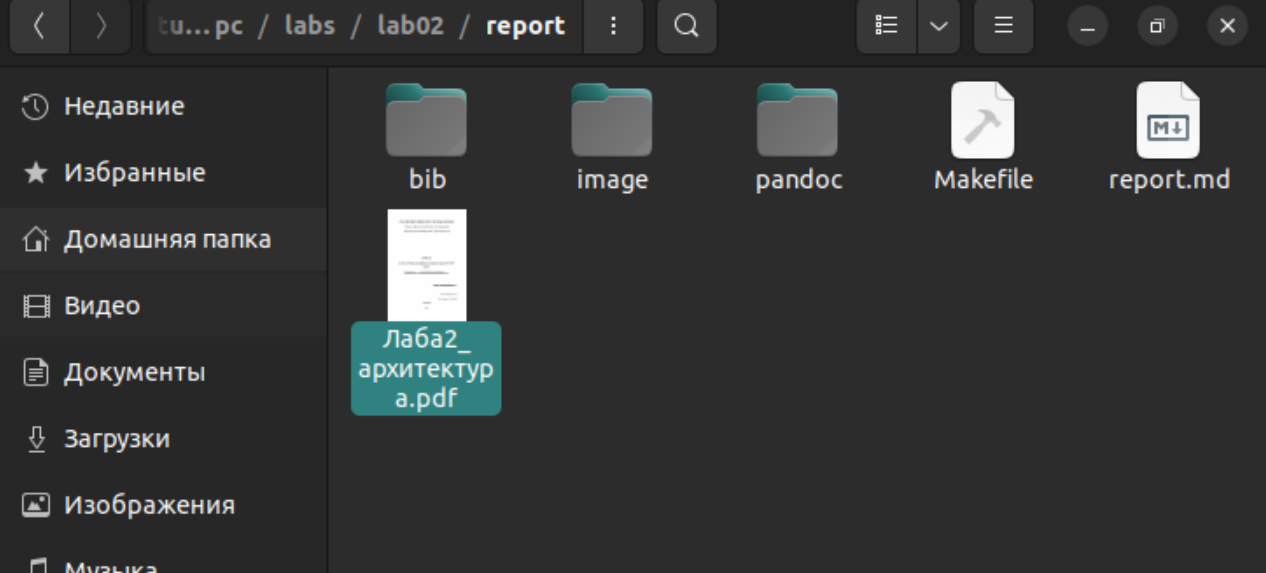 tu...pc / labs / lab02 / report
Недавние
Избранные
Домашняя папка
Видео
Документы
Загрузки
Изображения
Музыка
bib
image
pandoc
Makefile
report.md
Лаба2_
архитектур
а.pdf